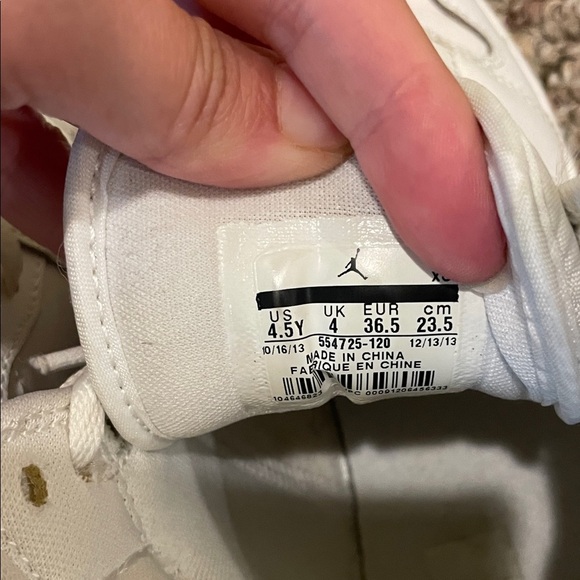 US UK EUR cm
4.5Y 4 36.5 23.5
10/16/13 554725-120 12/13/13
MADE IN CHINA
EN CHINE